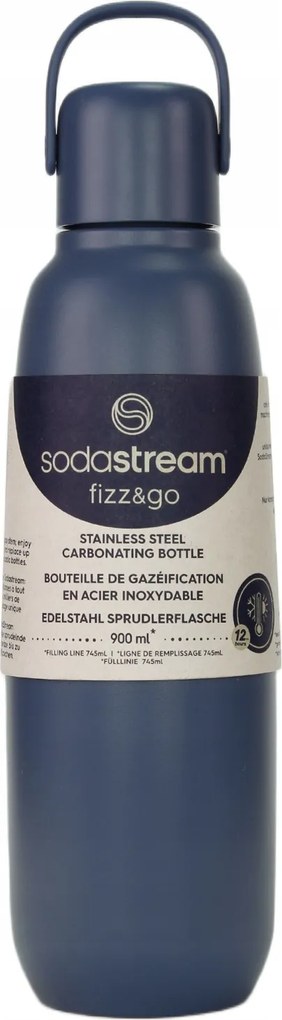 sodastream®
fizz&go
STAINLESS STEEL
CARBONATING BOTTLE
BOUTEILLE DE GAZÉIFICATION
EN ACIER INOXYDABLE
EDELSTAHL SPRUDLERFLASCHE
900 ml*
*FILLING LINE 745mL | *LIGNE DE REMPLISSAGE 745mL
*FÜLLLINIE 745mL
12
hours